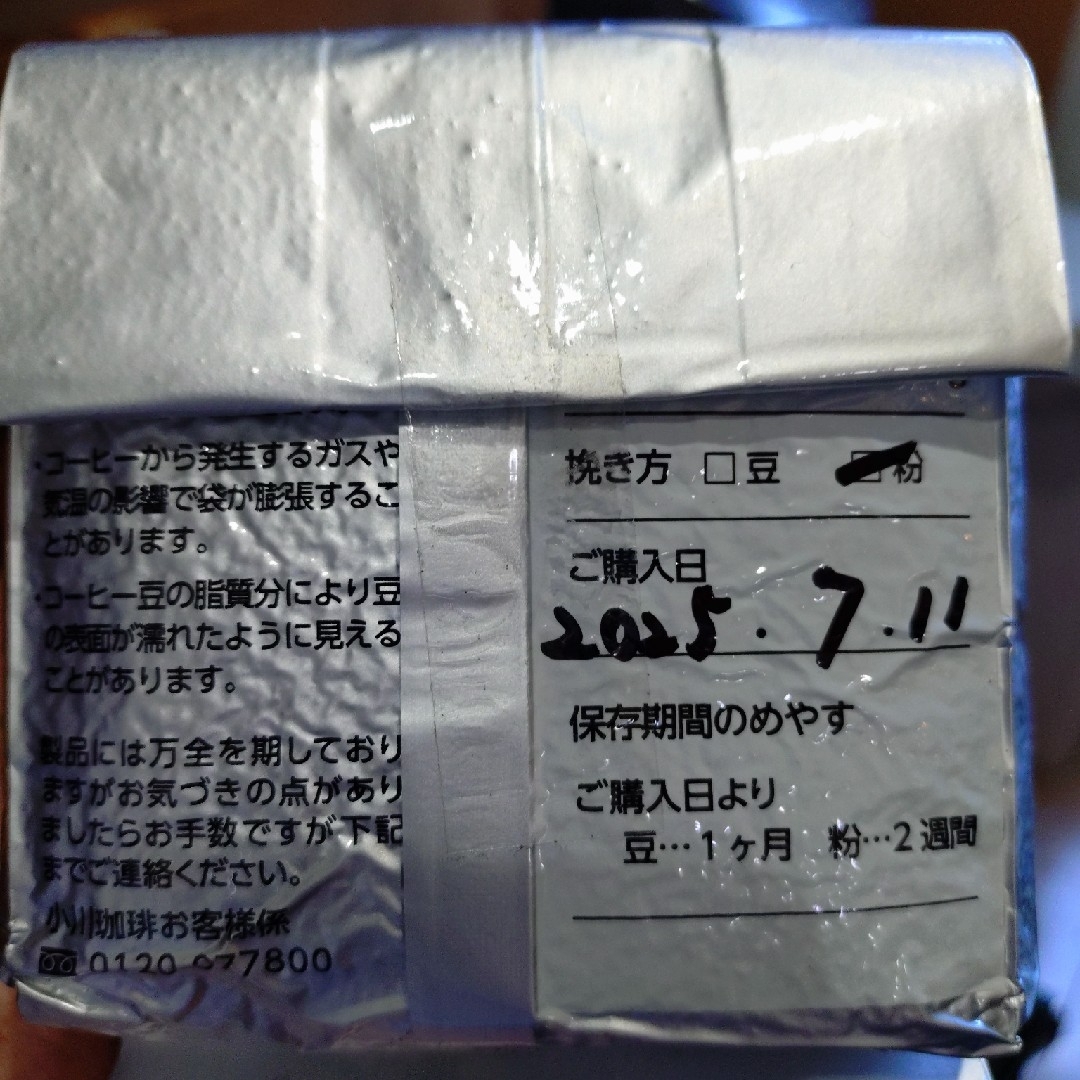 ・コーヒーから発生するガスや
気温の影響で袋が膨張するこ
とがあります。
・コーヒー豆の脂質分により豆
の表面が濡れたように見える
ことがあります。
製品には万全を期しており
ますがお気づきの点があり
ましたらお手数ですが下記
までご連絡ください。
小川珈琲お客様係
0120 077800
挽き方 □豆 □粉
ご購入日
2025.7.11
保存期間のめやす
ご購入日より
豆…1ヶ月 粉…2週間